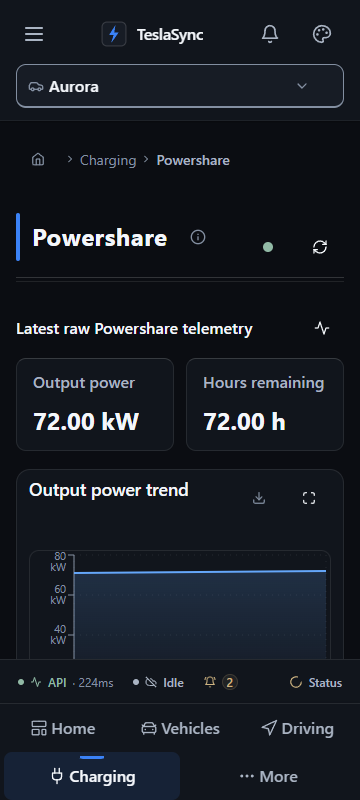 TeslaSync
Aurora
Charging Powershare
Powershare
Latest raw Powershare telemetry
Output power
72.00 kW
Hours remaining
72.00 h
Output power trend
80
kW
60
kW
40
kW
API · 224ms Idle 2 Status
Home Vehicles Driving
Charging More